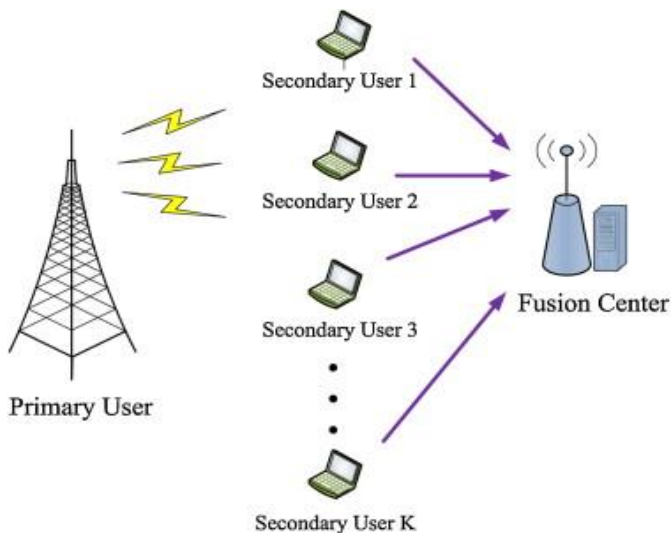 Secondary User 1
Secondary User 2
Secondary User 3
Fusion Center
Primary User
Secondary User K